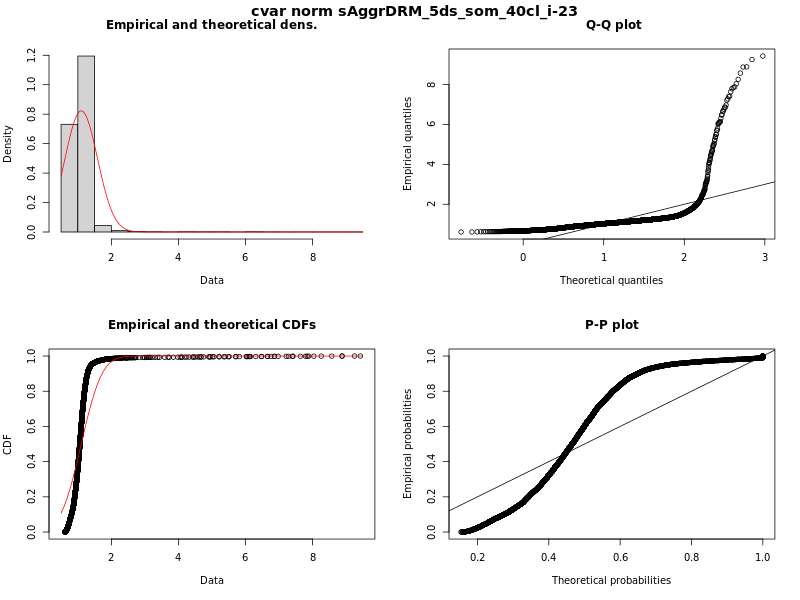 cvar norm sAggrDRM_5ds_som_40cl_i-23
Empirical and theoretical dens.
Density
0.0 0.2 0.4 0.6 0.8 1.0 1.2
2 4 6 8
Data
Q-Q plot
Empirical quantiles
2 4 6 8
0 1 2 3
Theoretical quantiles
Empirical and theoretical CDFs
CDF
0.0 0.2 0.4 0.6 0.8 1.0
2 4 6 8
Data
P-P plot
Empirical probabilities
0.0 0.2 0.4 0.6 0.8 1.0
0.2 0.4 0.6 0.8 1.0
Theoretical probabilities